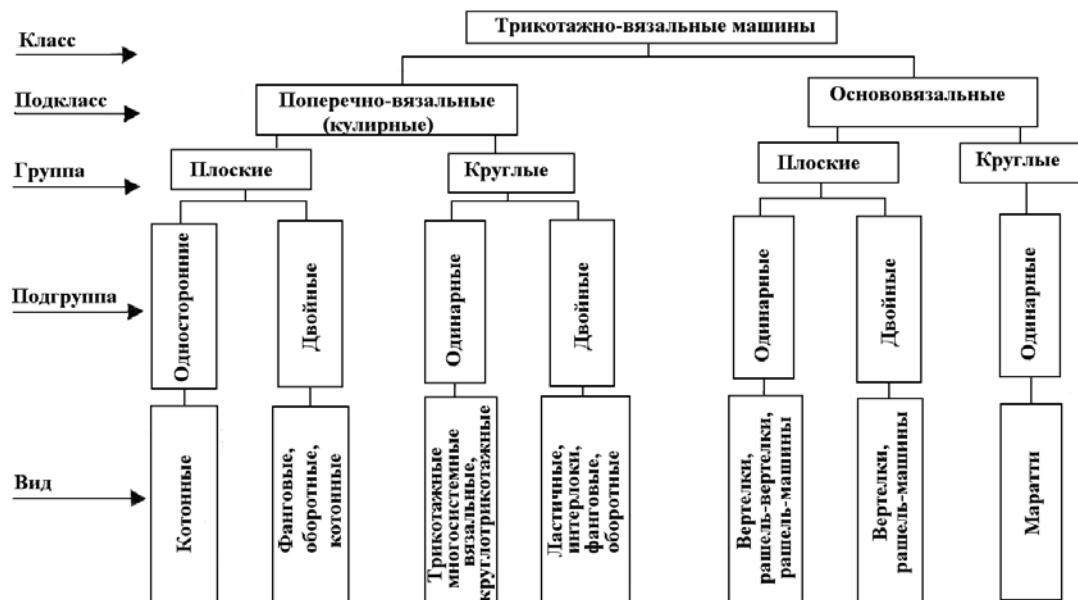 Трикотажно-вязальные машины
Класс
Подкласс
Поперечно-вязальные
(кулирные)
Основовязальные
Группа
Плоские
Круглые
Плоские
Круглые
Подгруппа
Односторонние
Двойные
Одинарные
Двойные
Одинарные
Двойные
Одинарные
Вид
Котонные
Фанговые,
оборотные,
котонные
Трикотажные
многосистемные
вязальные,
круглотрикотажные
Ластичные,
интерлоки,
фанговые,
оборотные
Вертелки,
рашель-вертелки,
рашель-машины
Вертелки,
рашель-машины
Маратти